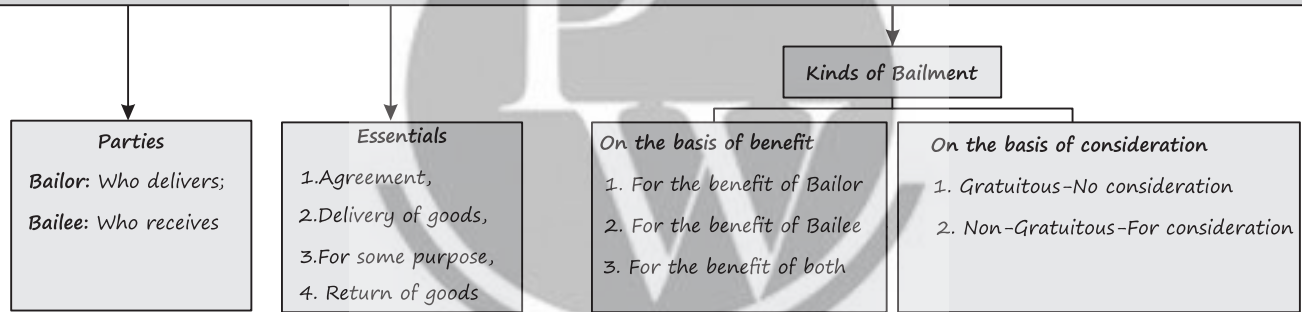 Kinds of Bailment
Parties
Bailor: Who delivers;
Bailee: Who receives
Essentials
1.Agreement,
2.Delivery of goods,
3.For some purpose,
4. Return of goods
On the basis of benefit
1. For the benefit of Bailor
2. For the benefit of Bailee
3. For the benefit of both
On the basis of consideration
1. Gratuitous-No consideration
2. Non-Gratuitous-For consideration
PW